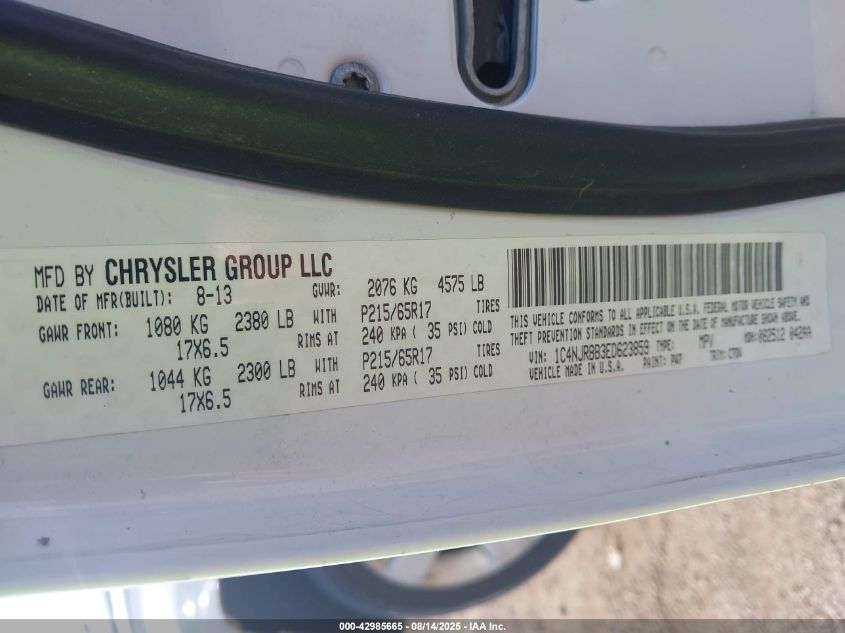 MFD BY CHRYSLER GROUP LLC
DATE OF MFR(BUILT): 8-13 GVWR: 2076 KG 4575 LB
GAWR FRONT: 1080 KG 2380 LB WITH P215/65R17 TIRES
17X6.5 RIMS AT 240 KPA ( 35 PSI) COLD
GAWR REAR: 1044 KG 2300 LB WITH P215/65R17 TIRES
17X6.5 RIMS AT 240 KPA ( 35 PSI) COLD
THIS VEHICLE CONFORMS TO ALL APPLICABLE U.S.A. FEDERAL MOTOR VEHICLE SAFETY AND
THEFT PREVENTION STANDARDS IN EFFECT ON THE DATE OF MANUFACTURE SHOWN ABOVE.
VIN: 1C4NJRBB3ED623859 TYPE: MPV MDH: 082512 042AA
VEHICLE MADE IN U.S.A. PAINT: PW7 TRIM:
000-42985665 - 08/14/2025 - IAA Inc.